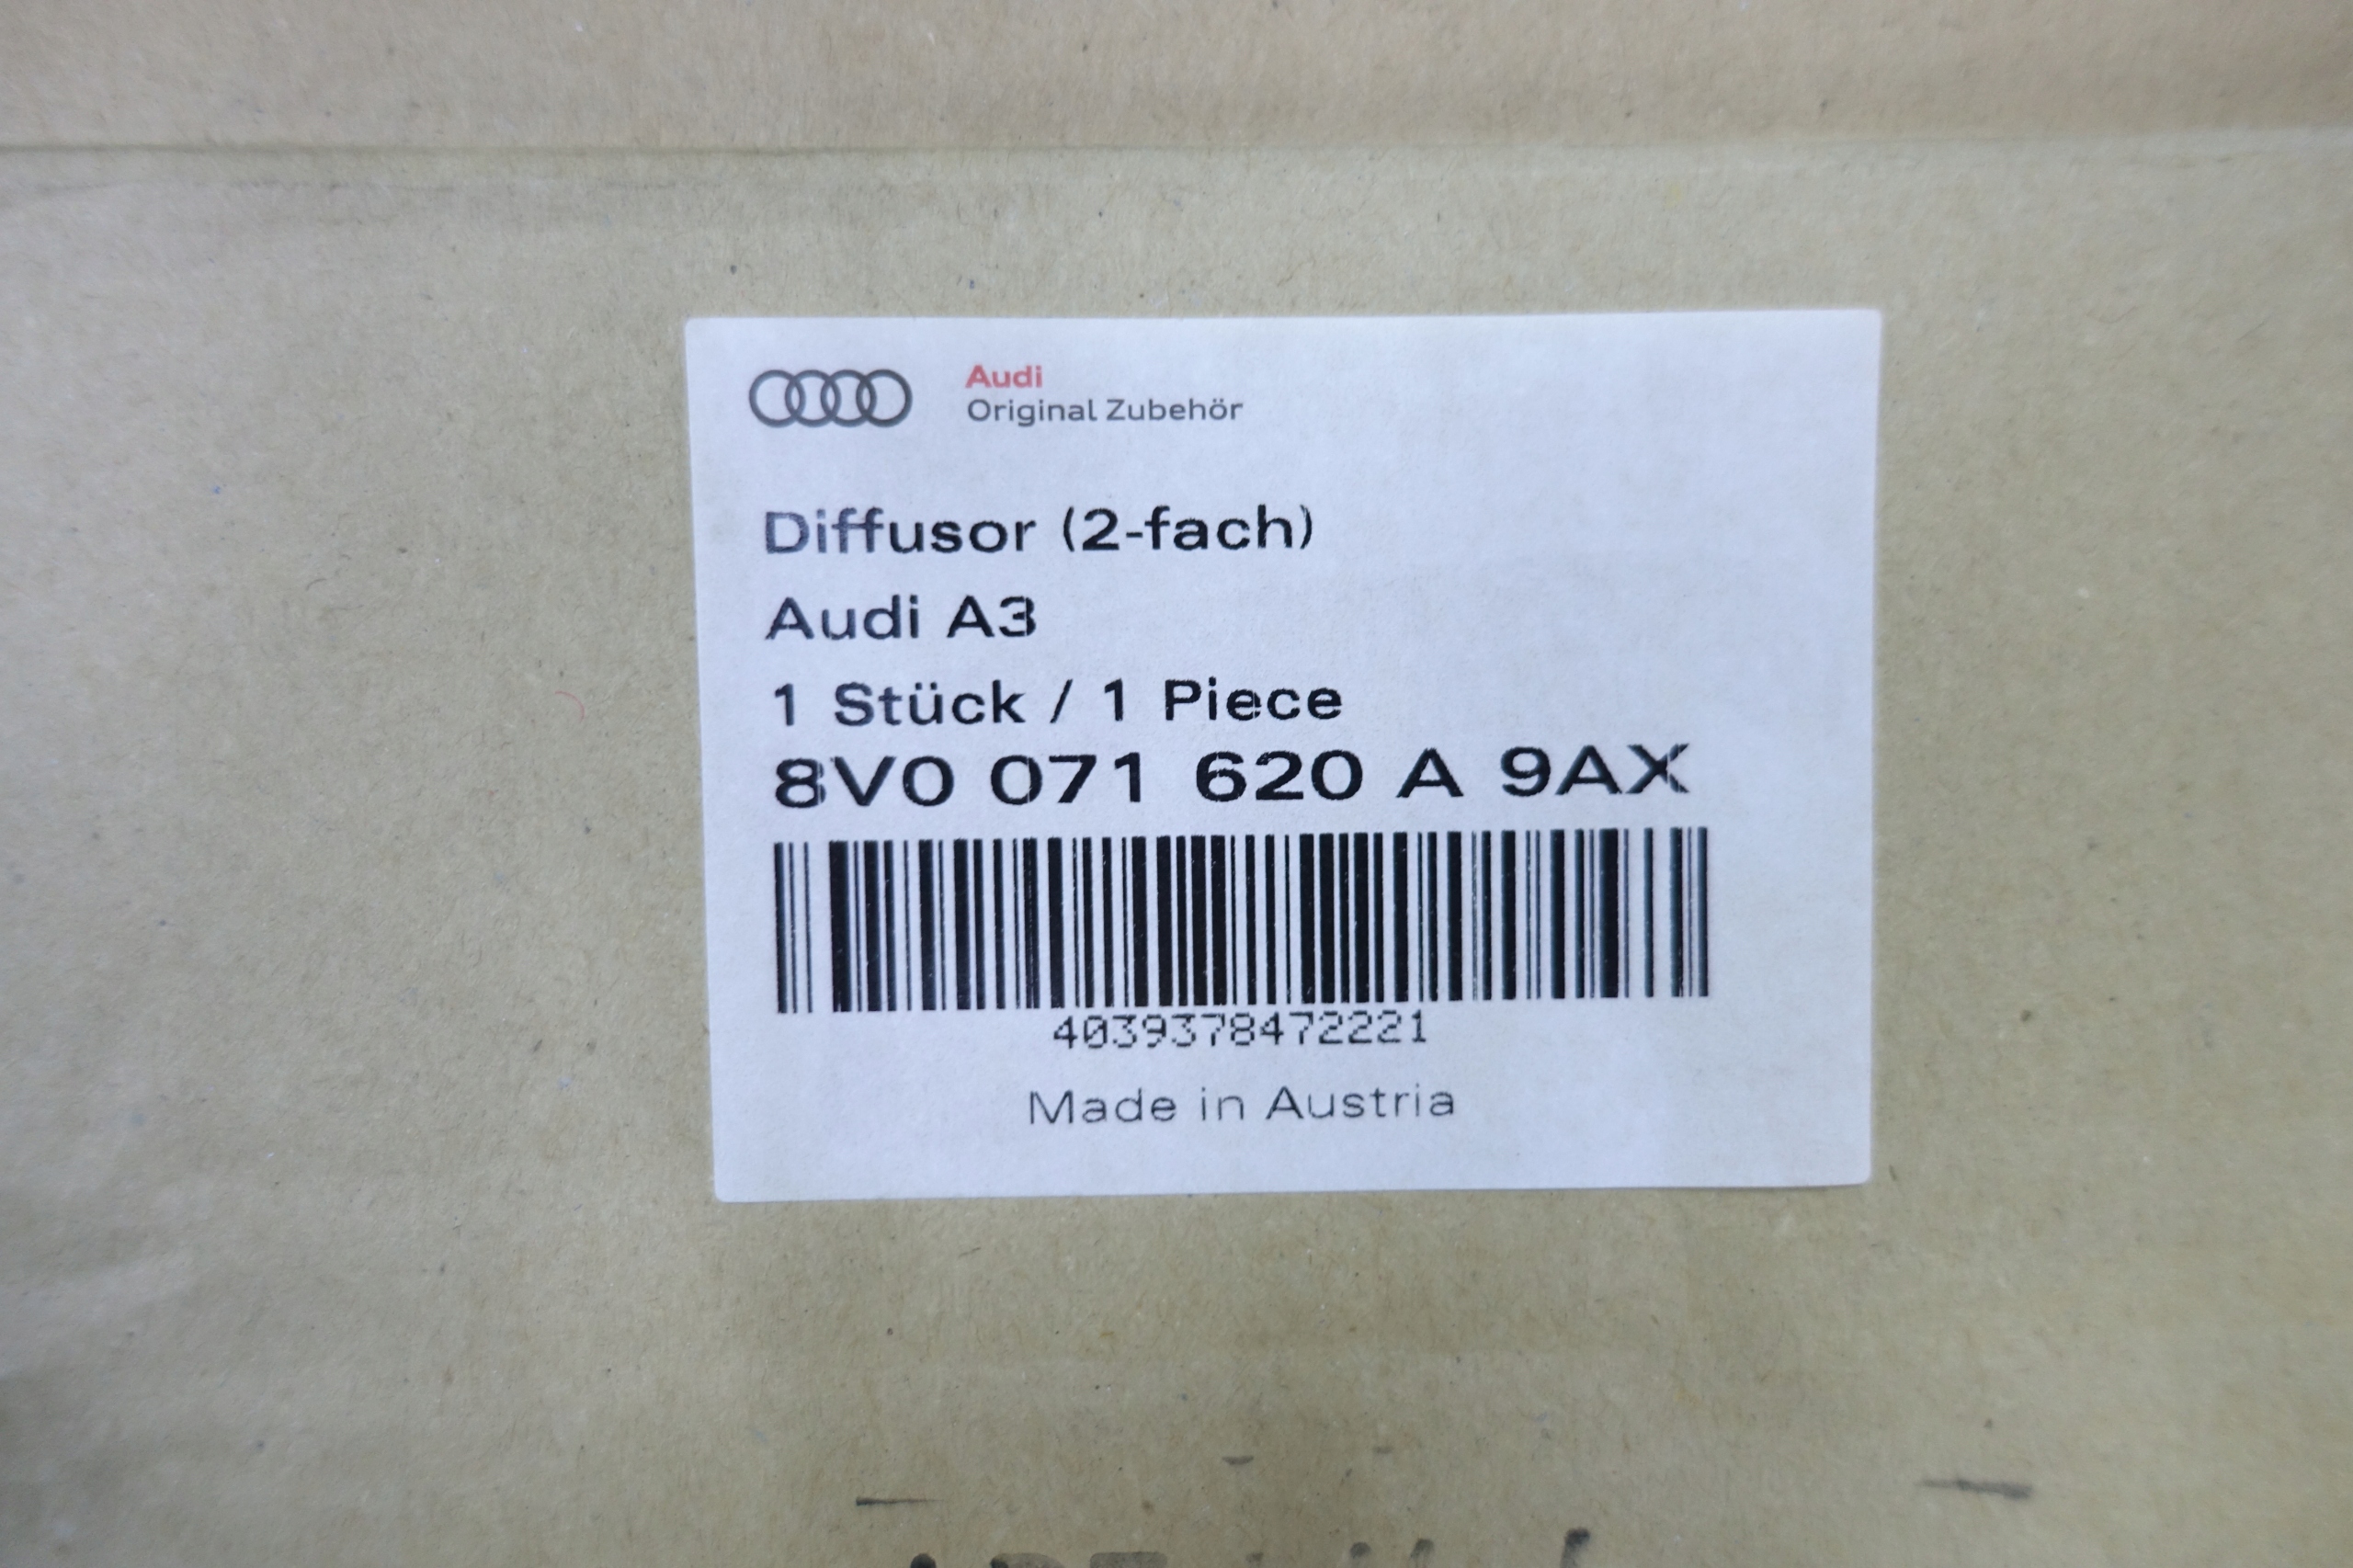 Audi
Original Zubehör
Diffusor (2-fach)
Audi A3
1 Stück / 1 Piece
8V0 071 620 A 9AX
4039378472221
Made in Austria